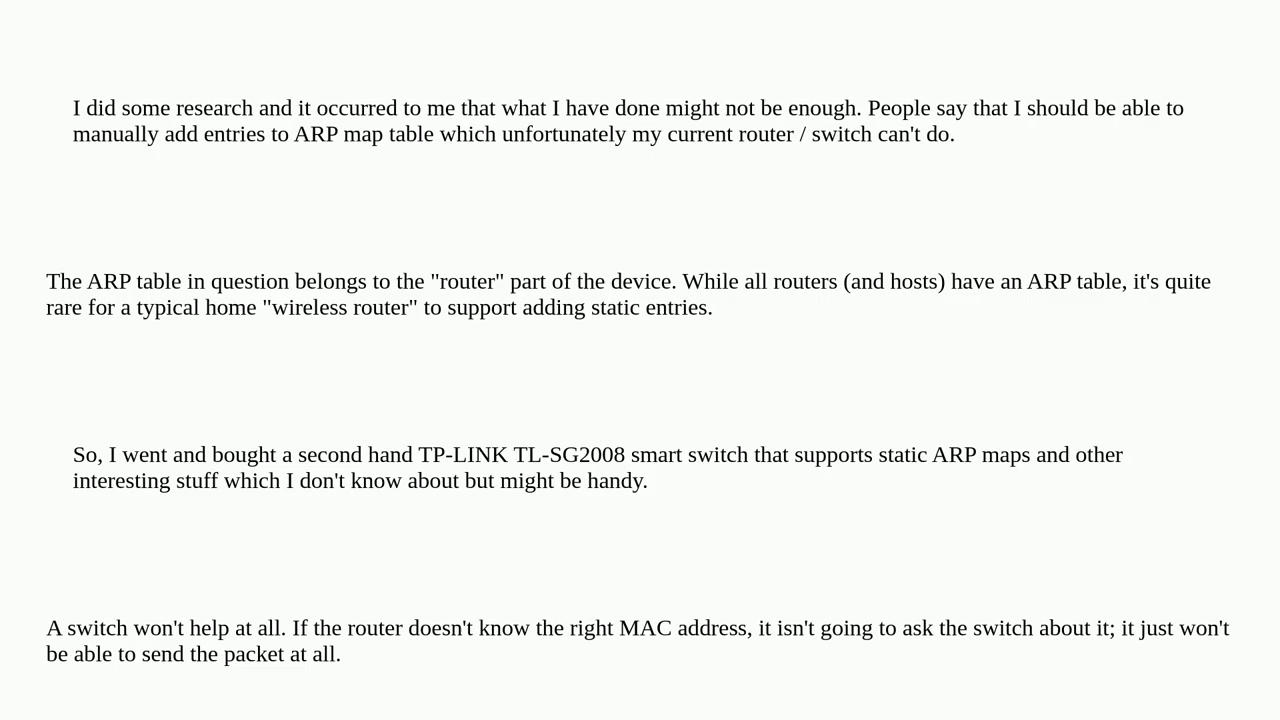 I did some research and it occurred to me that what I have done might not be enough. People say that I should be able to
manually add entries to ARP map table which unfortunately my current router / switch can't do.
The ARP table in question belongs to the "router" part of the device. While all routers (and hosts) have an ARP table, it's quite
rare for a typical home "wireless router" to support adding static entries.
So, I went and bought a second hand TP-LINK TL-SG2008 smart switch that supports static ARP maps and other
interesting stuff which I don't know about but might be handy.
A switch won't help at all. If the router doesn't know the right MAC address, it isn't going to ask the switch about it; it just won't
be able to send the packet at all.